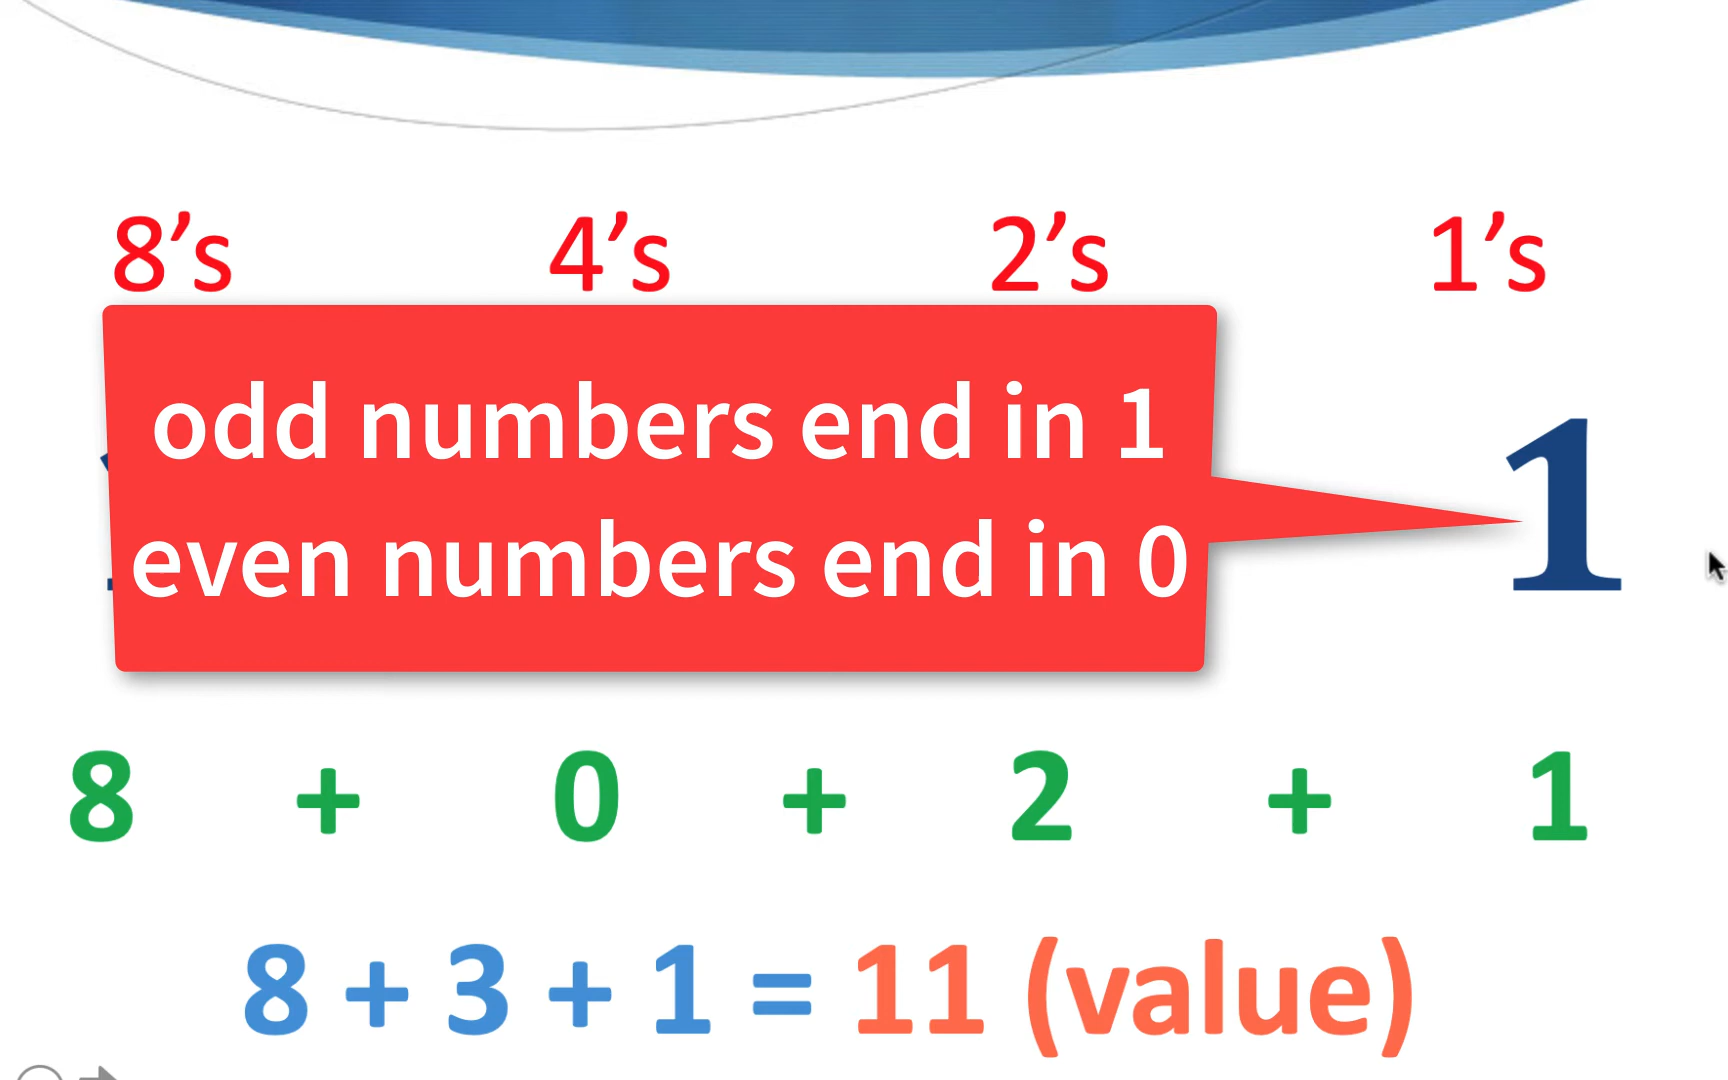 8’s 4’s 2’s 1’s
odd numbers end in 1
even numbers end in 0
1
8 + 0 + 2 + 1
8 + 3 + 1 = 11 (value)